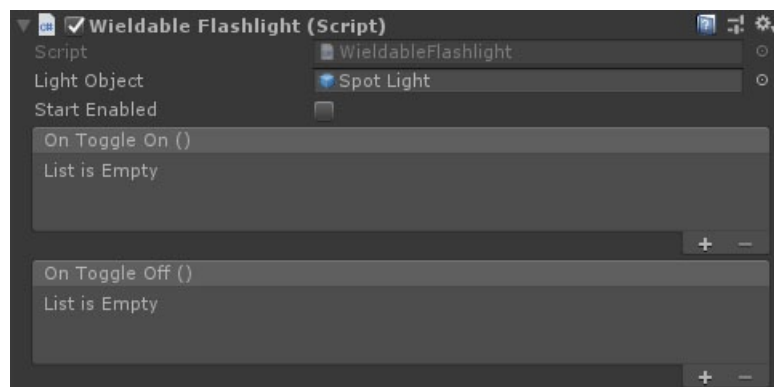 Wieldable Flashlight (Script)
Script WieldableFlashlight
Light Object Spot Light
Start Enabled
On Toggle On ()
List is Empty
+ −
On Toggle Off ()
List is Empty
+ −